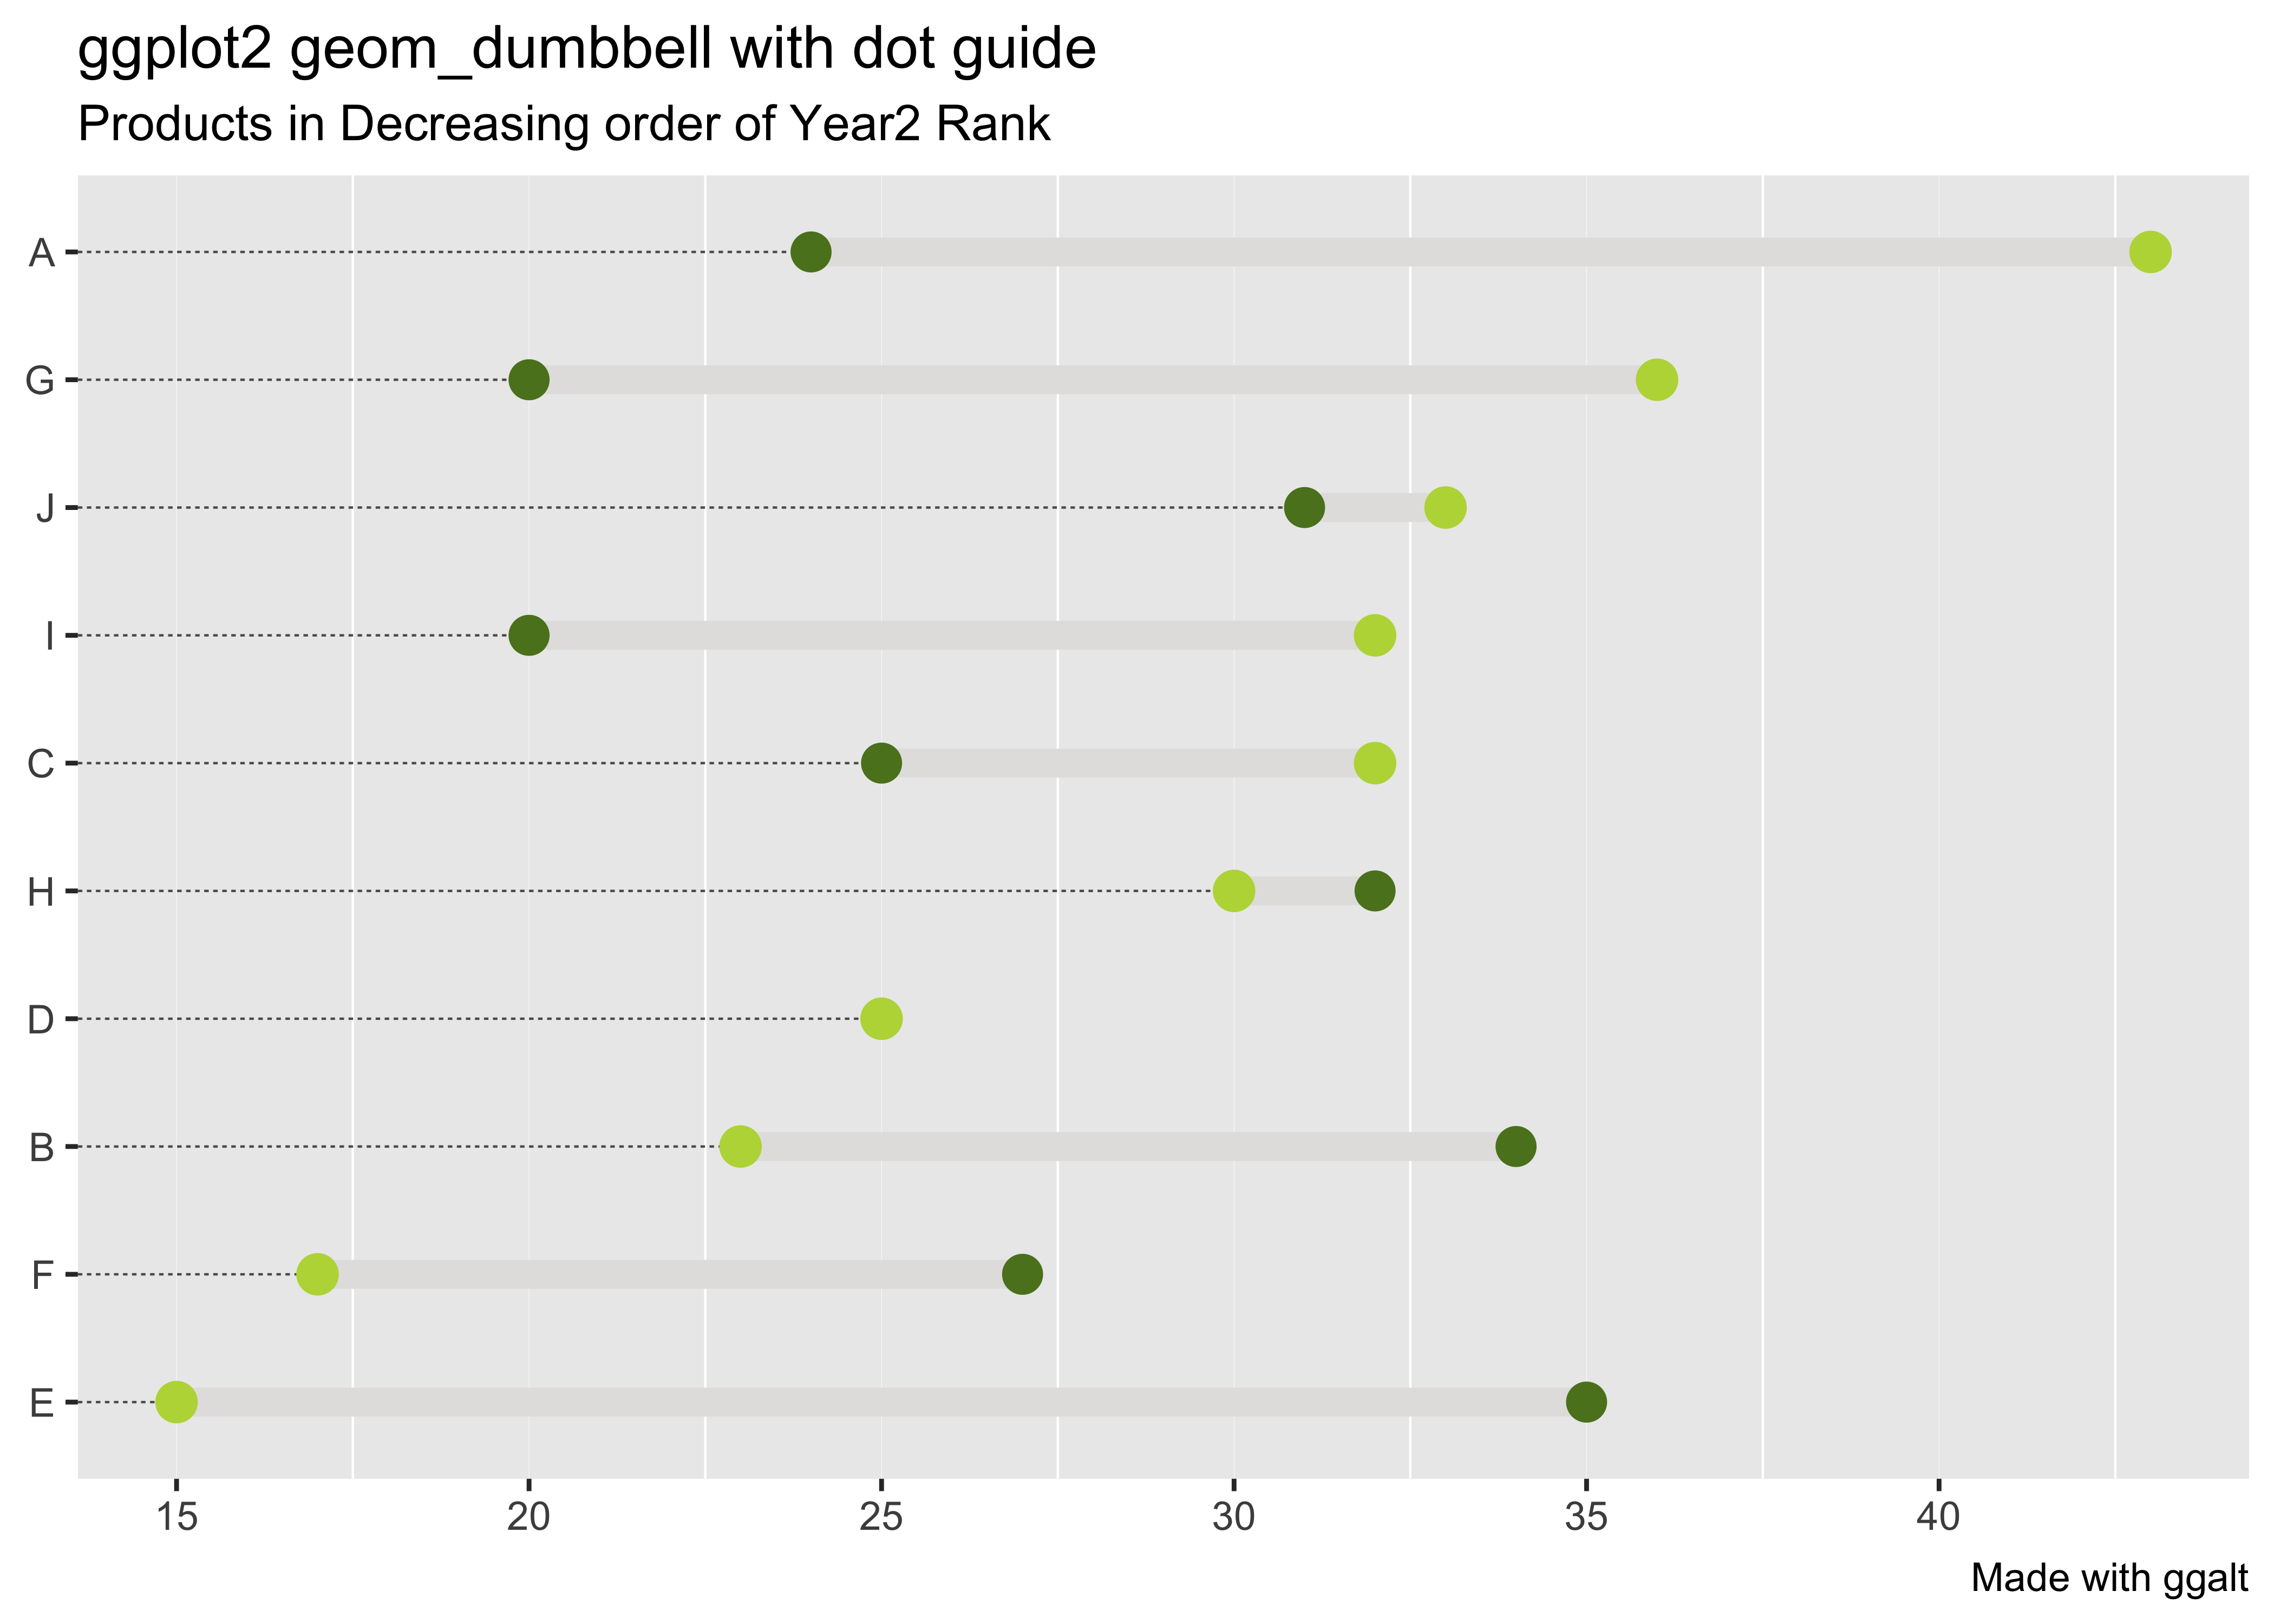 ggplot2 geom_dumbbell with dot guide
Products in Decreasing order of Year2 Rank
A
G
J
I
C
H
D
B
F
E
15 20 25 30 35 40
Made with ggalt